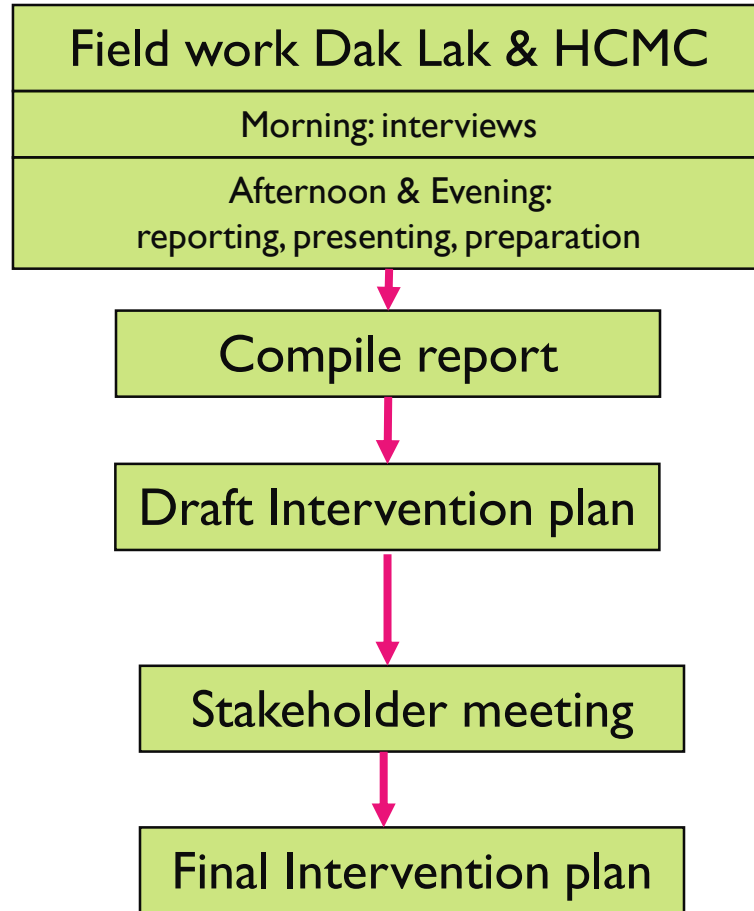 Field work Dak Lak & HCMC
Morning: interviews
Afternoon & Evening:
reporting, presenting, preparation
Compile report
Draft Intervention plan
Stakeholder meeting
Final Intervention plan